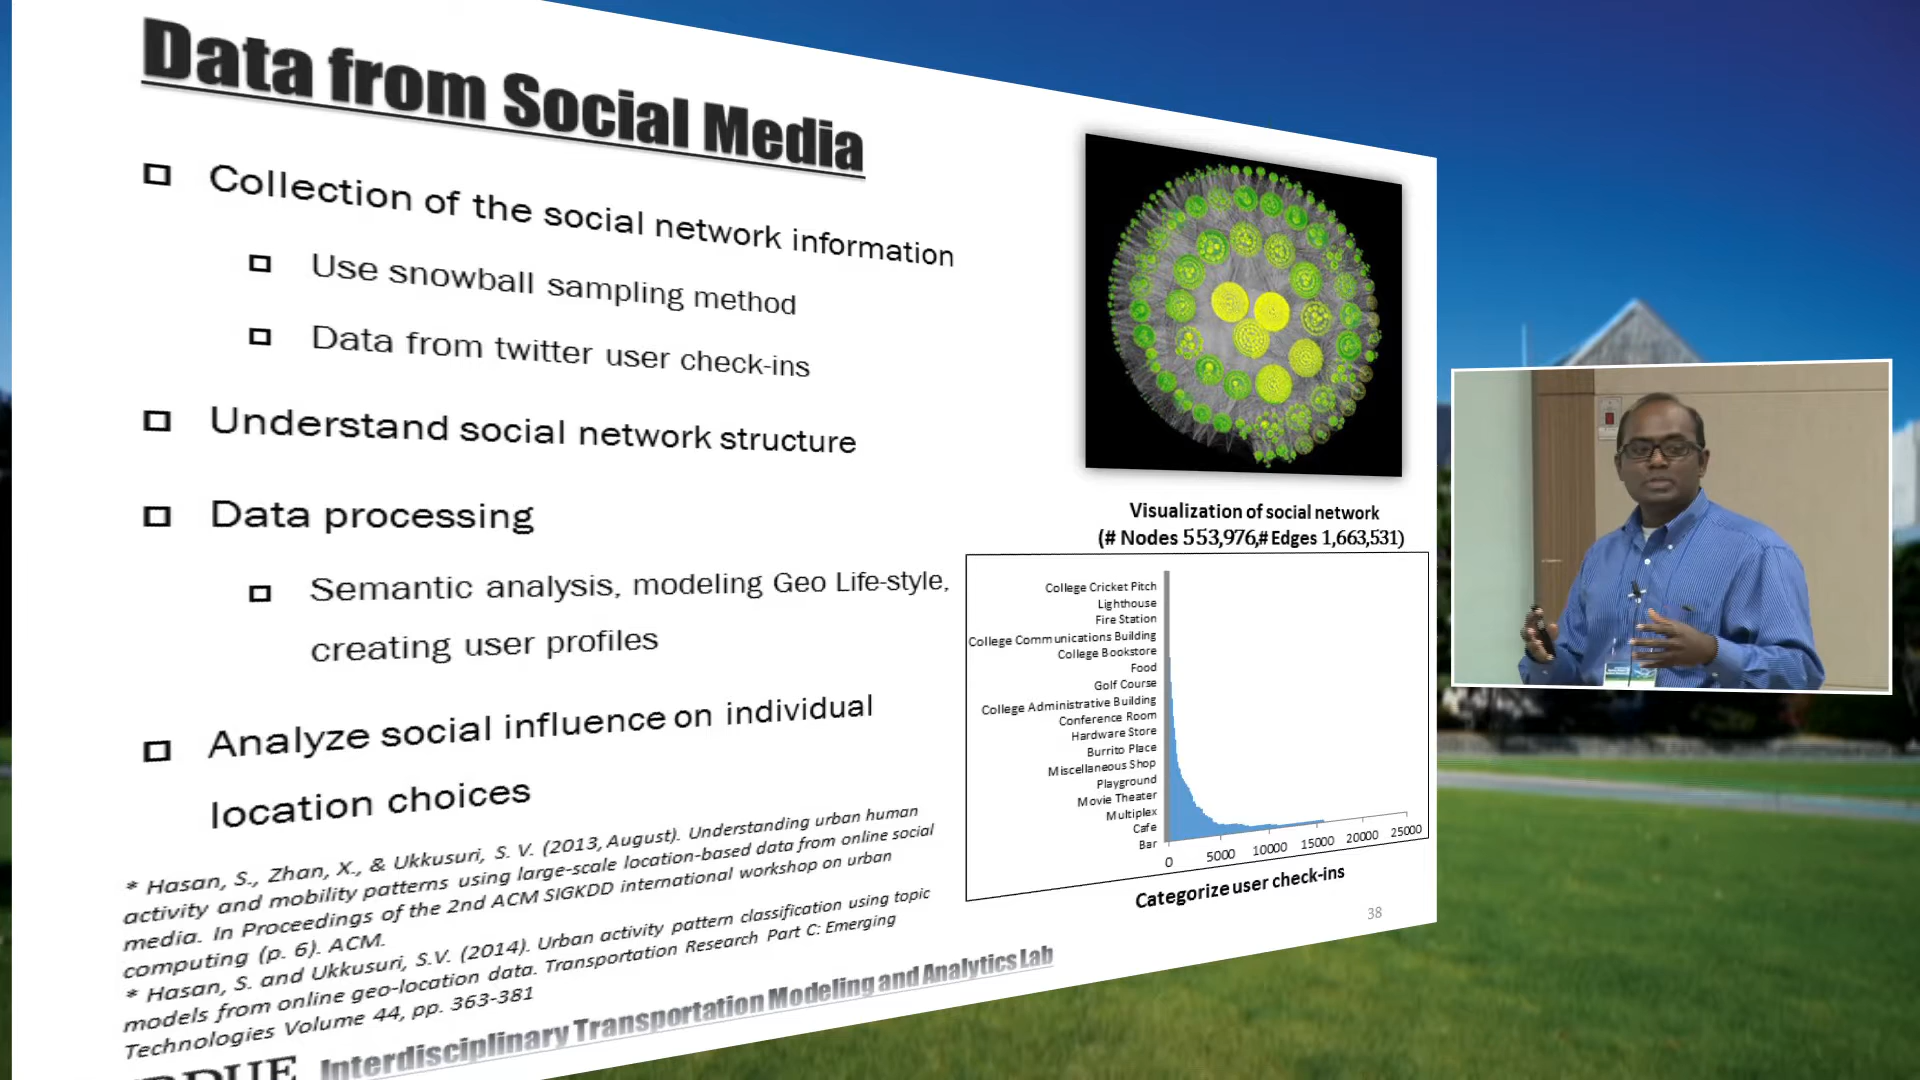 Data from Social Media
Collection of the social network information
Use snowball sampling method
Data from twitter user check-ins
Understand social network structure
Data processing
Semantic analysis, modeling Geo Life-style,
creating user profiles
Analyze social influence on individual
location choices
* Hasan, S., Zhan, X., & Ukkusuri, S. V. (2013, August). Understanding urban human
activity and mobility patterns using large-scale location-based data from online social
media. In Proceedings of the 2nd ACM SIGKDD international workshop on urban
computing (p. 6). ACM.
* Hasan, S. and Ukkusuri, S.V. (2014). Urban activity pattern classification using topic
models from online geo-location data. Transportation Research Part C: Emerging
Technologies Volume 44, pp. 363-381
Interdisciplinary Transportation Modeling and Analytics Lab
Visualization of social network
(# Nodes 553,976,# Edges 1,663,531)
College Cricket Pitch
Lighthouse
Fire Station
College Communications Building
College Bookstore
Food
Golf Course
College Administrative Building
Conference Room
Hardware Store
Burrito Place
Miscellaneous Shop
Playground
Movie Theater
Multiplex
Cafe
Bar
0 5000 10000 15000 20000 25000
Categorize user check-ins
38